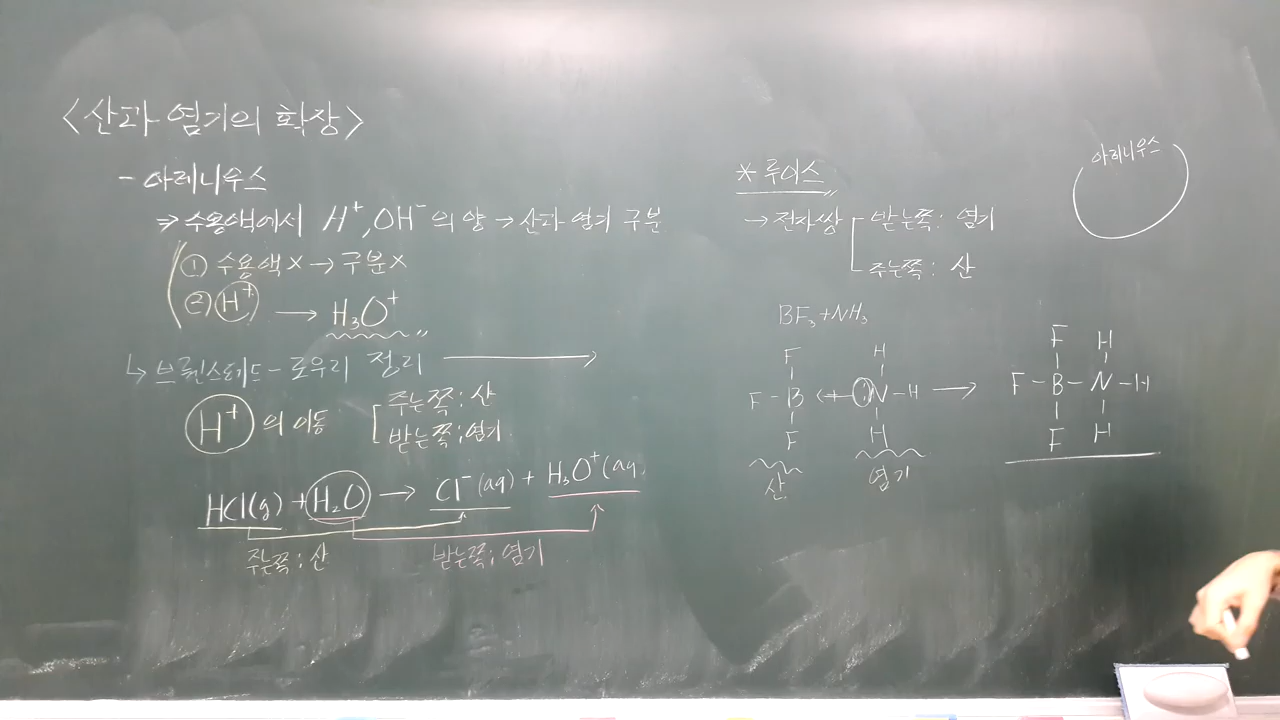 <산과 염기의 확장>
- 아레니우스
⇒ 수용액에서 H⁺, OH⁻의 양 → 산과 염기 구분
① 수용액X → 구분X
② H⁺ → H₃O⁺
↳ 브뢴스테드-로우리 정리 →
H⁺ 의 이동
주는쪽: 산
받는쪽: 염기
HCl(g) + H₂O → Cl⁻(aq) + H₃O⁺(aq)
주는쪽: 산
받는쪽: 염기
* 루이스
→ 전자쌍
받는쪽: 염기
주는쪽: 산
BF₃ + NH₃
F H
F-B ← :N-H →
F H
산 염기
F H
F-B-N-H
F H
아레니우스